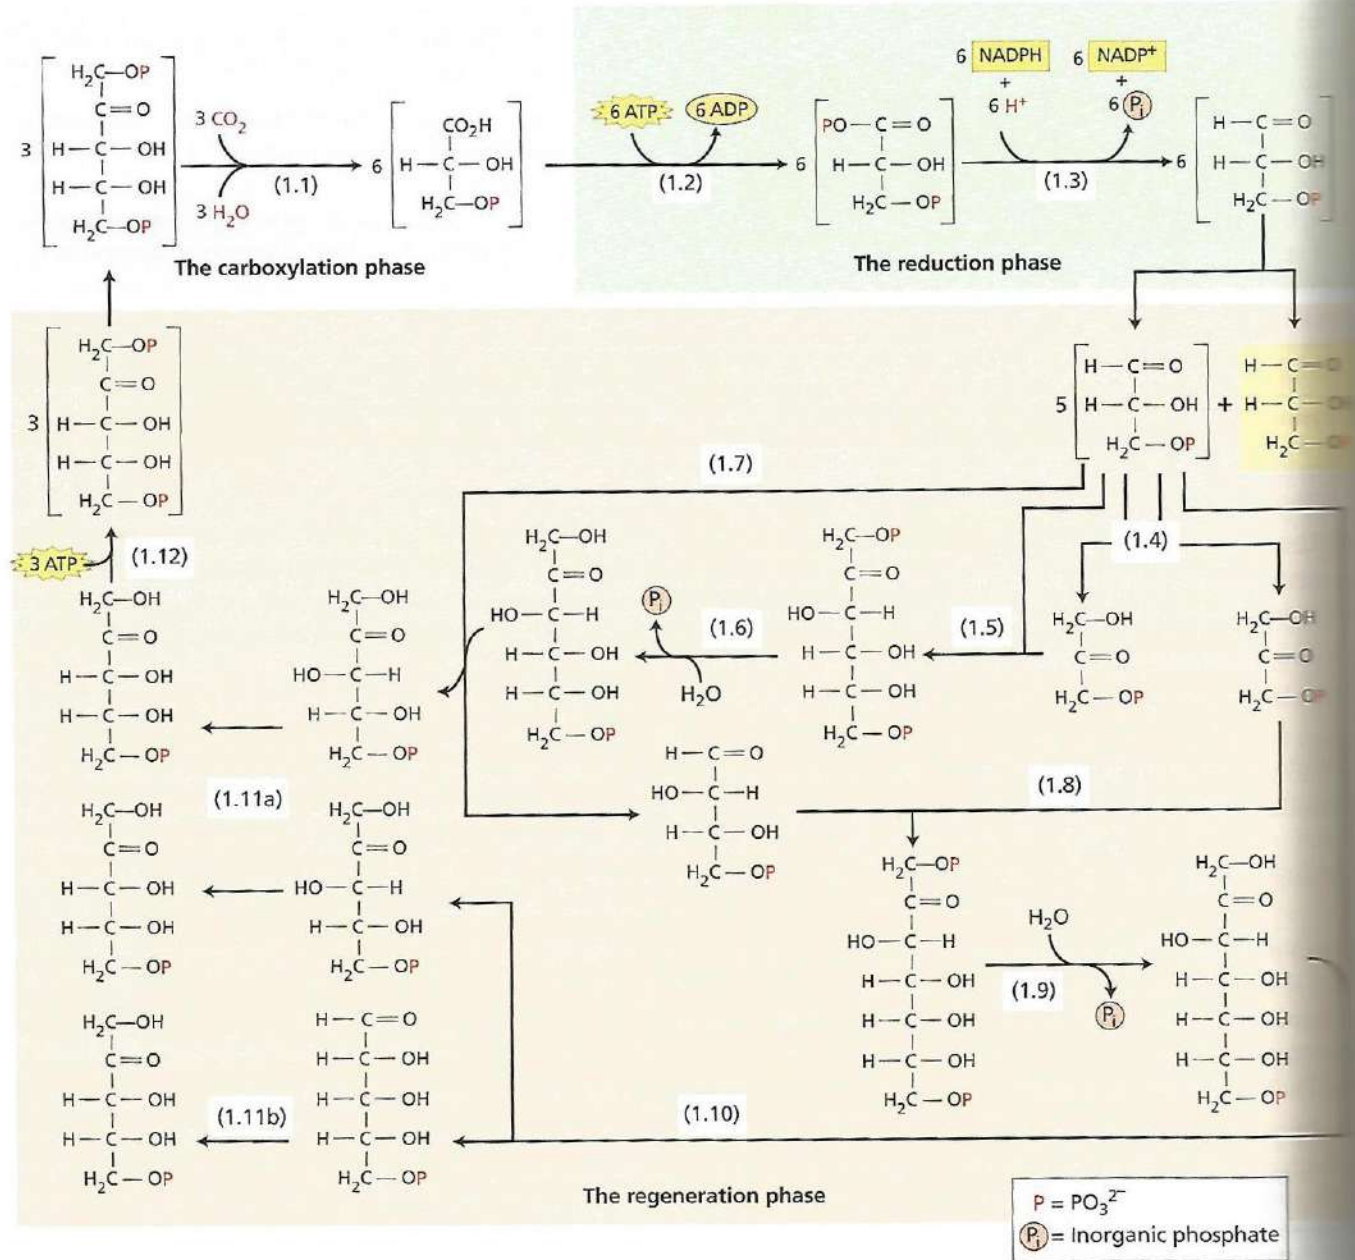 H₂C—OP
C=O
3 H—C—OH
H—C—OH
H₂C—OP
3 CO₂
(1.1)
3 H₂O
CO₂H
6 H—C—OH
H₂C—OP
The carboxylation phase
6 ATP 6 ADP
(1.2)
PO—C=O
6 H—C—OH
H₂C—OP
6 NADPH 6 NADP⁺
+ +
6 H⁺ 6 Pi
(1.3)
H—C=O
6 H—C—OH
H₂C—OP
The reduction phase
H—C=O
5 H—C—OH +
H₂C—OP
H—C=O
H—C—OH
H₂C—OP
H₂C—OP
C=O
3 H—C—OH
H—C—OH
H₂C—OP
3 ATP (1.12)
(1.7)
(1.4)
H₂C—OH
C=O
H₂C—OP
H₂C—OH
C=O
H₂C—OP
(1.5)
H₂C—OP
C=O
HO—C—H
H—C—OH
H—C—OH
H₂C—OP
Pi (1.6)
H₂O
H₂C—OH
C=O
HO—C—H
H—C—OH
H—C—OH
H₂C—OP
H₂C—OH
C=O
HO—C—H
H—C—OH
H₂C—OP
H₂C—OH
C=O
H—C—OH
H—C—OH
H₂C—OP
(1.11a)
H—C=O
HO—C—H
H—C—OH
H₂C—OP
(1.8)
H₂C—OH
C=O
H—C—OH
H—C—OH
H₂C—OP
H₂C—OH
C=O
HO—C—H
H—C—OH
H₂C—OP
H₂C—OP
C=O
HO—C—H
H—C—OH
H—C—OH
H—C—OH
H₂C—OP
H₂O
(1.9)
Pi
H₂C—OH
C=O
HO—C—H
H—C—OH
H—C—OH
H—C—OH
H₂C—OP
H₂C—OH
C=O
H—C—OH
H—C—OH
H₂C—OP
(1.11b)
H—C=O
H—C—OH
H—C—OH
H—C—OH
H₂C—OP
(1.10)
The regeneration phase
P = PO₃²⁻
Pi = Inorganic phosphate